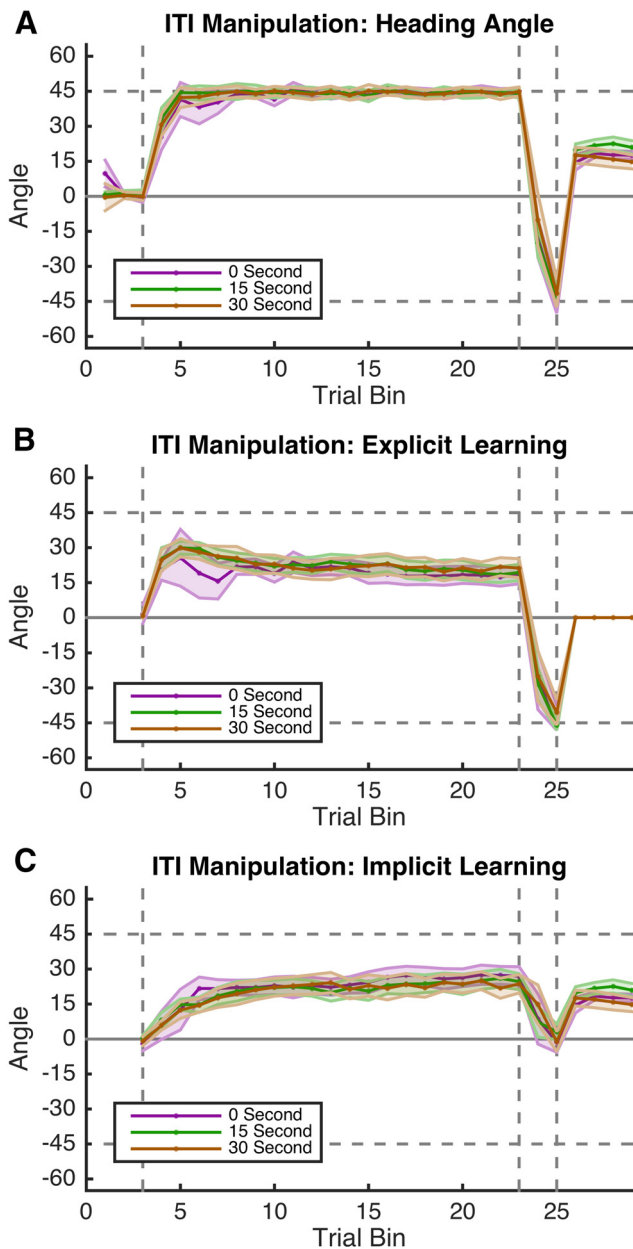 A
ITI Manipulation: Heading Angle
60
45
30
15
0
-15
-30
-45
-60
Angle
0 Second
15 Second
30 Second
0 5 10 15 20 25
Trial Bin
B
ITI Manipulation: Explicit Learning
60
45
30
15
0
-15
-30
-45
-60
Angle
0 Second
15 Second
30 Second
0 5 10 15 20 25
Trial Bin
C
ITI Manipulation: Implicit Learning
60
45
30
15
0
-15
-30
-45
-60
Angle
0 Second
15 Second
30 Second
0 5 10 15 20 25
Trial Bin